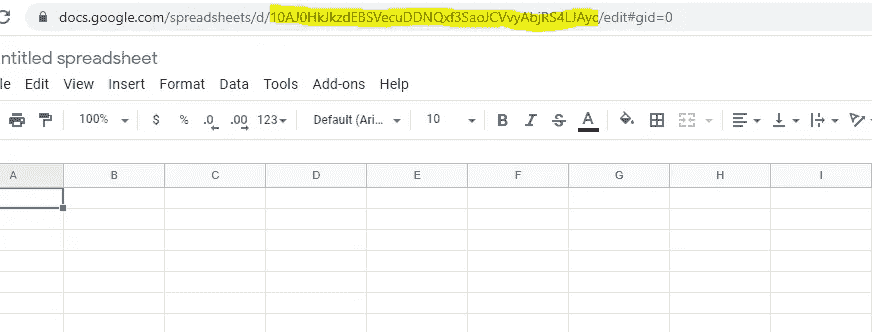 docs.google.com/spreadsheets/d/10AJ0HkJkzdEBSVecuDDNQxf3SaoJCVvyAbjRS4LJAyc/edit#gid=0
ntitled spreadsheet
le Edit View Insert Format Data Tools Add-ons Help
100% $ % .0 .00 123 Default (Ari... 10 B I S A
A B C D E F G H I